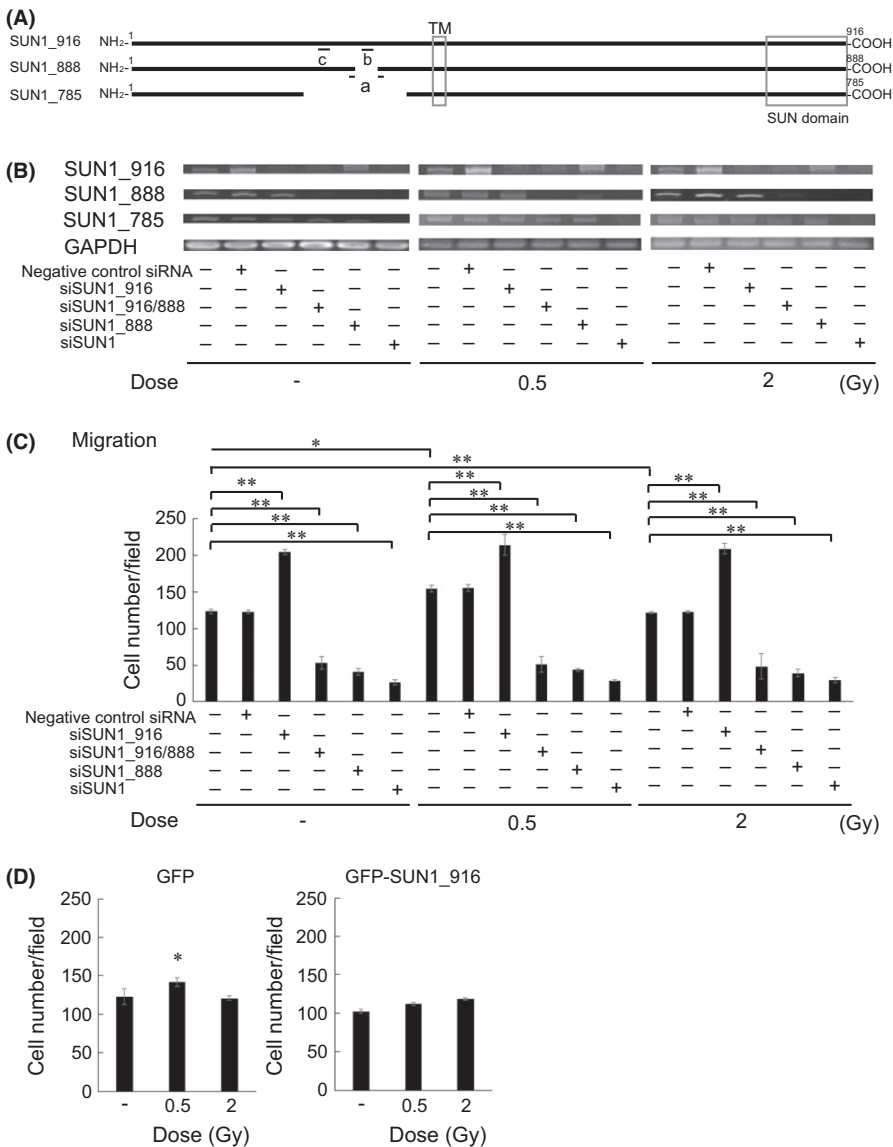 (A)
TM
SUN1_916 NH2- 1 916 -COOH
c b
SUN1_888 NH2- 1 888 -COOH
a
SUN1_785 NH2- 1 785 -COOH
SUN domain
(B)
SUN1_916
SUN1_888
SUN1_785
GAPDH
Negative control siRNA – + – – – – – + – – – – – + – – – –
siSUN1_916 – – + – – – – – + – – – – – + – – –
siSUN1_916/888 – – – + – – – – – + – – – – – + – –
siSUN1_888 – – – – + – – – – – + – – – – – + –
siSUN1 – – – – – + – – – – – + – – – – – +
Dose - 0.5 2 (Gy)
(C) Migration
*
**
** ** **
** ** **
** ** **
** ** **
Cell number/field
250
200
150
100
50
0
Negative control siRNA – + – – – – – + – – – – – + – – – –
siSUN1_916 – – + – – – – – + – – – – – + – – –
siSUN1_916/888 – – – + – – – – – + – – – – – + – –
siSUN1_888 – – – – + – – – – – + – – – – – + –
siSUN1 – – – – – + – – – – – + – – – – – +
Dose - 0.5 2 (Gy)
(D)
GFP
Cell number/field
250
200
150
100
50
0
*
- 0.5 2
Dose (Gy)
GFP-SUN1_916
Cell number/field
250
200
150
100
50
0
- 0.5 2
Dose (Gy)